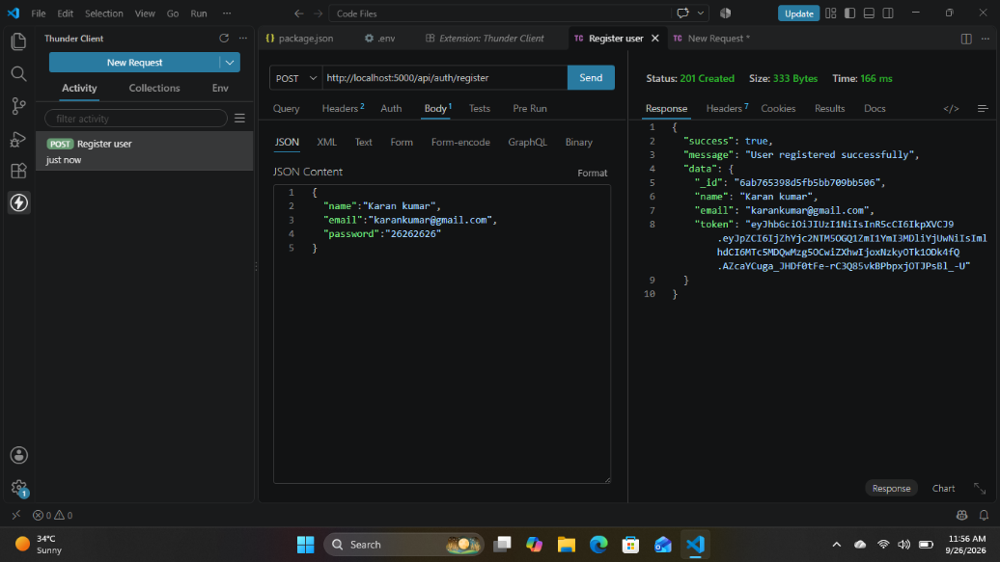 File Edit Selection View Go Run ··· Code Files Update
Thunder Client ···
New Request
Activity Collections Env
filter activity
POST Register user
just now
package.json .env Extension: Thunder Client TC Register user TC New Request * ···
POST http://localhost:5000/api/auth/register Send
Query Headers 2 Auth Body 1 Tests Pre Run
JSON XML Text Form Form-encode GraphQL Binary
JSON Content Format
1 {
2 "name":"Karan kumar",
3 "email":"karankumar@gmail.com",
4 "password":"26262626"
5 }
Status: 201 Created Size: 333 Bytes Time: 166 ms
Response Headers 7 Cookies Results Docs </>
1 {
2 "success": true,
3 "message": "User registered successfully",
4 "data": {
5 "_id": "6ab765398d5fb5bb709bb506",
6 "name": "Karan kumar",
7 "email": "karankumar@gmail.com",
8 "token": "eyJhbGciOiJIUzI1NiIsInR5cCI6IkpXVCJ9
.eyJpZCI6IjZhYjc2NTM5OGQ1ZmI1YmI3MDliYjUwNiIsIml
hdCI6MTc5MDQwMzg5OCwiZXhwIjoxNzkyOTk1ODk4fQ
.AZcaYCuga_JHDf0tFe-rC3Q85vkBPbpxjOTJPsBl_-U"
9 }
10 }
Response Chart
1
0 0
34°C
Sunny
Search
11:56 AM
9/26/2026